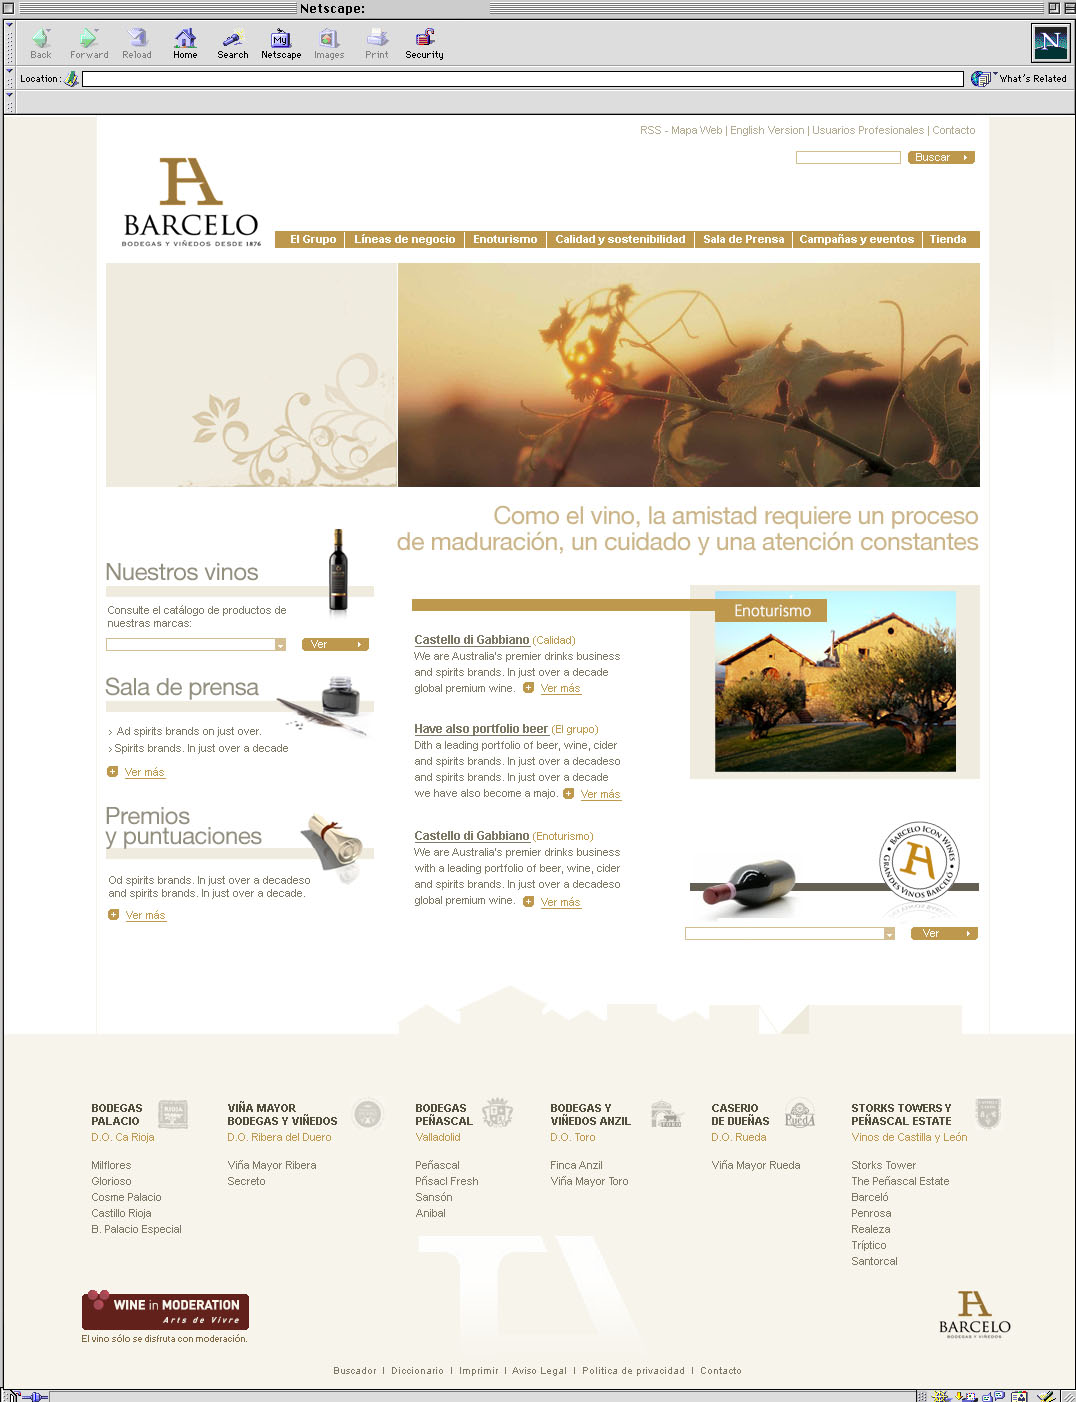 Netscape:
Back Forward Reload Home Search Netscape Images Print Security
My
N
Location: What's Related
RSS - Mapa Web | English Version | Usuarios Profesionales | Contacto
Buscar
BARCELO
BODEGAS Y VIÑEDOS DESDE 1876
El Grupo Líneas de negocio Enoturismo Calidad y sostenibilidad Sala de Prensa Campañas y eventos Tienda
Como el vino, la amistad requiere un proceso
de maduración, un cuidado y una atención constantes
Nuestros vinos
Consulte el catálogo de productos de
nuestras marcas:
Ver
Sala de prensa
› Ad spirits brands on just over.
› Spirits brands. In just over a decade
Ver más
Premios
y puntuaciones
Od spirits brands. In just over a decadeso
and spirits brands. In just over a decade.
Ver más
Castello di Gabbiano (Calidad)
We are Australia's premier drinks business
and spirits brands. In just over a decade
global premium wine. Ver más
Have also portfolio beer (El grupo)
Dith a leading portfolio of beer, wine, cider
and spirits brands. In just over a decadeso
and spirits brands. In just over a decade
we have also become a majo. Ver más
Castello di Gabbiano (Enoturismo)
We are Australia's premier drinks business
with a leading portfolio of beer, wine, cider
and spirits brands. In just over a decadeso
global premium wine. Ver más
Enoturismo
BARCELO ICON WINES
GRANDES VINOS BARCELO
Ver
BODEGAS
PALACIO
D.O. Ca Rioja
RIOJA
Milflores
Glorioso
Cosme Palacio
Castillo Rioja
B. Palacio Especial
VIÑA MAYOR
BODEGAS Y VIÑEDOS
D.O. Ribera del Duero
Viña Mayor Ribera
Secreto
BODEGAS
PEÑASCAL
Valladolid
Peñascal
Pñsacl Fresh
Sansón
Anibal
BODEGAS Y
VIÑEDOS ANZIL
D.O. Toro
TORO
Finca Anzil
Viña Mayor Toro
CASERIO
DE DUEÑAS
D.O. Rueda
RUEDA
Viña Mayor Rueda
STORKS TOWERS Y
PEÑASCAL ESTATE
Vinos de Castilla y León
Storks Tower
The Peñascal Estate
Barceló
Penrosa
Realeza
Tríptico
Santorcal
WINE in MODERATION
Arts de Vivre
El vino sólo se disfruta con moderación.
BARCELO
BODEGAS Y VIÑEDOS
Buscador | Diccionario | Imprimir | Aviso Legal | Politica de privacidad | Contacto